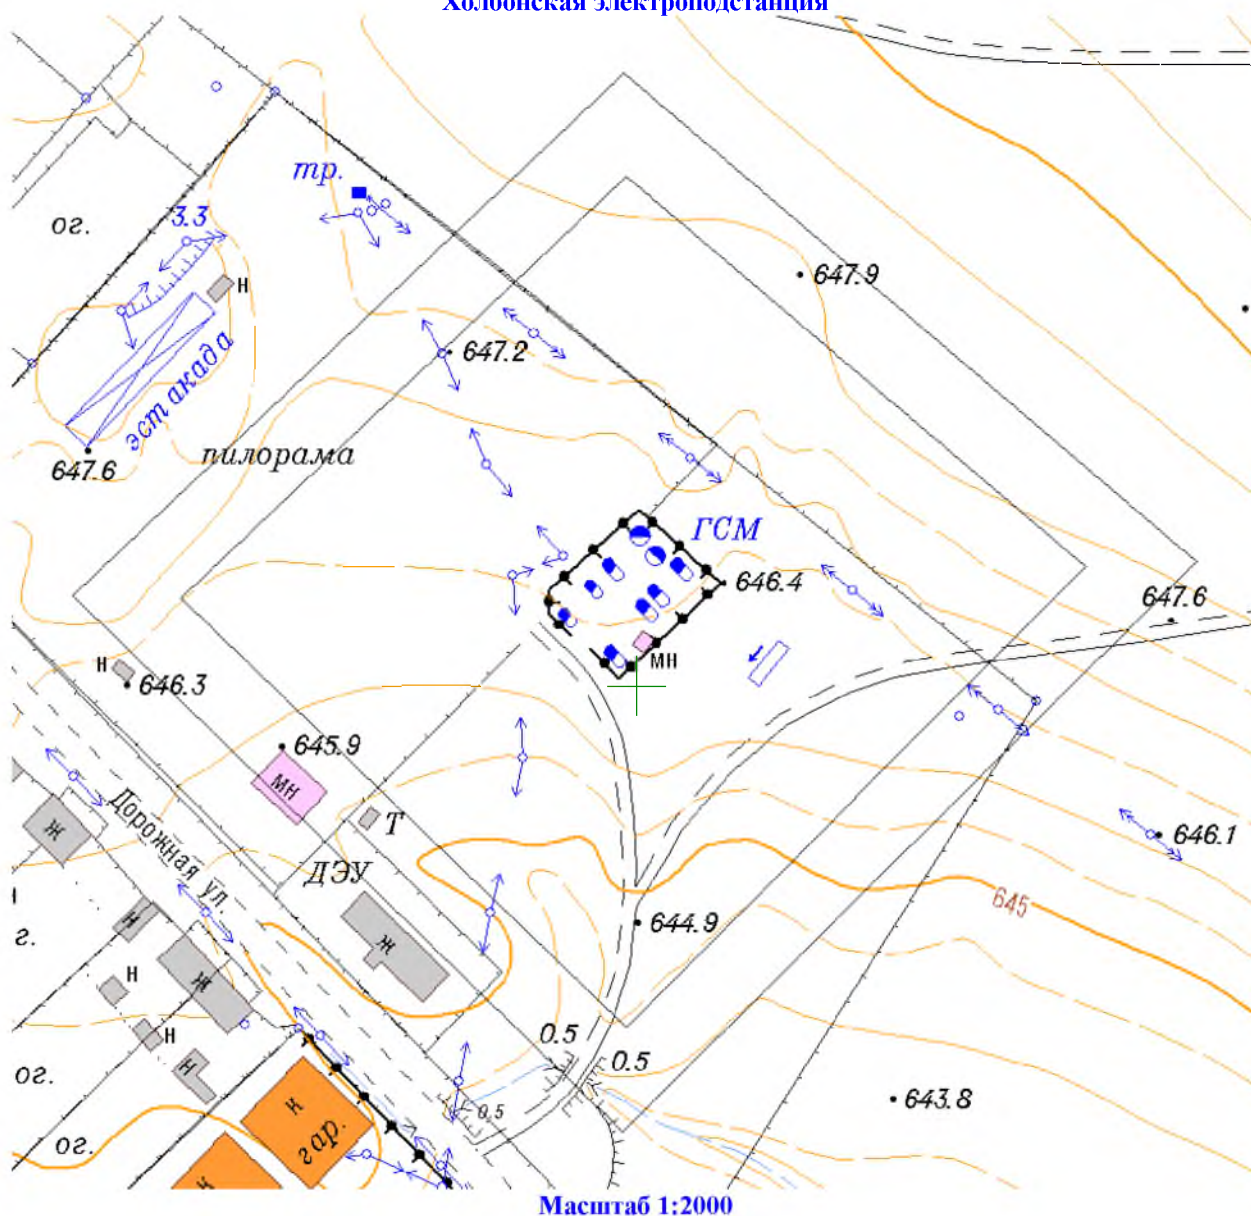 Холбонская электроподстанция
тр.
3.3
ог.
Н
647.9
647.2
эстакада
647.6
пилорама
ГСМ
646.4
647.6
мн
Н
646.3
645.9
мн
Т
Ж
Дорожная ул.
646.1
ДЭУ
645
644.9
г.
Ж
Н
Н
Ж
Н
0.5
0.5
Н
ог.
643.8
0,5
К
гар.
ог.
К
Масштаб 1:2000